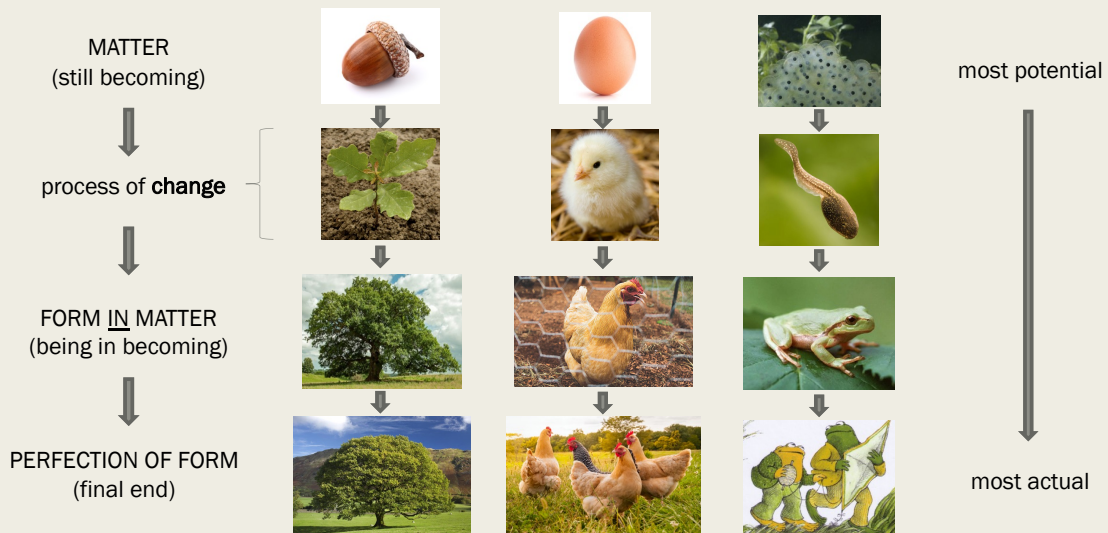 MATTER
(still becoming)
most potential
process of change
FORM IN MATTER
(being in becoming)
PERFECTION OF FORM
(final end)
most actual